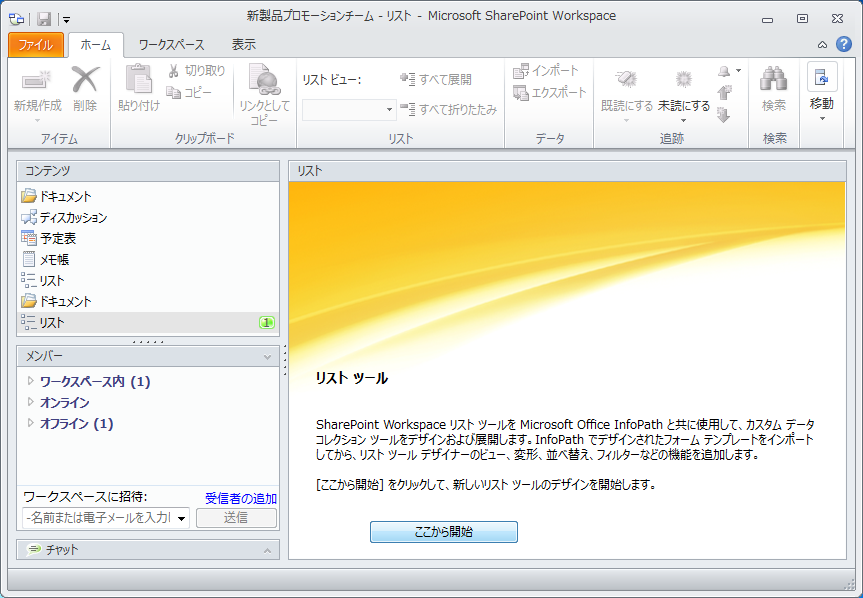 新製品プロモーションチーム - リスト - Microsoft SharePoint Workspace
ファイル ホーム ワークスペース 表示
新規作成 削除 貼り付け 切り取り コピー リンクとしてコピー リスト ビュー: すべて展開 すべて折りたたみ インポート エクスポート 既読にする 未読にする 検索 移動
アイテム クリップボード リスト データ 追跡 検索
コンテンツ
ドキュメント
ディスカッション
予定表
メモ帳
リスト
ドキュメント
リスト 1
メンバー
ワークスペース内 (1)
オンライン
オフライン (1)
ワークスペースに招待: 受信者の追加
-名前または電子メールを入力 送信
チャット
リスト
リスト ツール
SharePoint Workspace リスト ツールを Microsoft Office InfoPath と共に使用して、カスタム データ
コレクション ツールをデザインおよび展開します。InfoPath でデザインされたフォーム テンプレートをインポート
してから、リスト ツール デザイナーのビュー、変形、並べ替え、フィルターなどの機能を追加します。
[ここから開始] をクリックして、新しいリスト ツールのデザインを開始します。
ここから開始